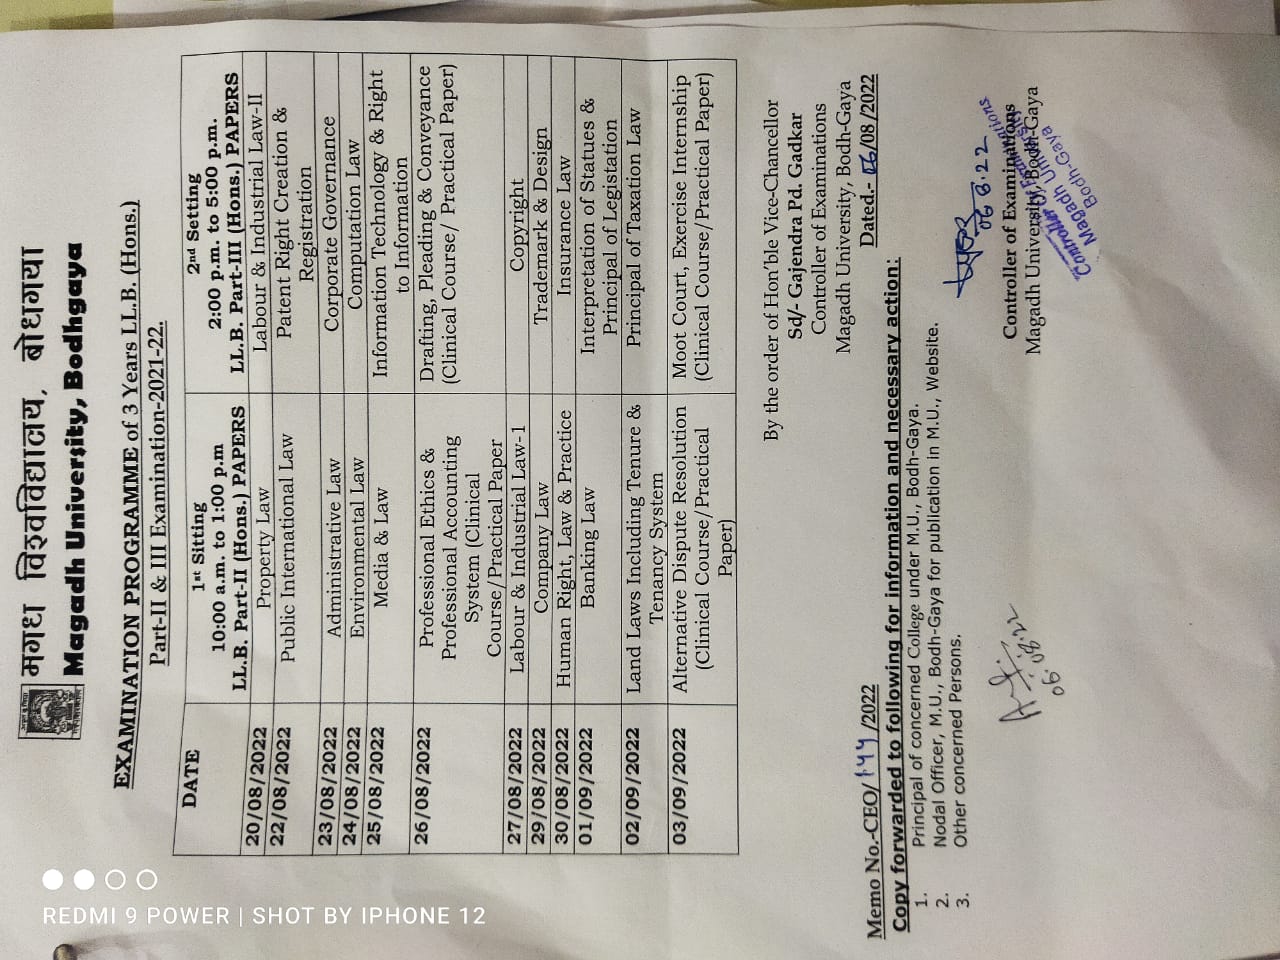 मगध विश्वविद्यालय, बोधगया
Magadh University, Bodhgaya
EXAMINATION PROGRAMME of 3 Years LL.B. (Hons.)
Part-II & III Examination-2021-22.
DATE
1st Sitting
10:00 a.m. to 1:00 p.m
LL.B. Part-II (Hons.) PAPERS
2nd Setting
2:00 p.m. to 5:00 p.m.
LL.B. Part-III (Hons.) PAPERS
20/08/2022 Property Law Labour & Industrial Law-II
22/08/2022 Public International Law Patent Right Creation &
Registration
23/08/2022 Administrative Law Corporate Governance
24/08/2022 Environmental Law Computation Law
25/08/2022 Media & Law Information Technology & Right
to Information
26/08/2022 Professional Ethics & Drafting, Pleading & Conveyance
Professional Accounting (Clinical Course/ Practical Paper)
System (Clinical
Course/Practical Paper
27/08/2022 Labour & Industrial Law-1 Copyright
29/08/2022 Company Law Trademark & Design
30/08/2022 Human Right, Law & Practice Insurance Law
01/09/2022 Banking Law Interpretation of Statues &
Principal of Legistation
02/09/2022 Land Laws Including Tenure & Principal of Taxation Law
Tenancy System
03/09/2022 Alternative Dispute Resolution Moot Court, Exercise Internship
(Clinical Course/Practical (Clinical Course/Practical Paper)
Paper)
By the order of Hon'ble Vice-Chancellor
Sd/- Gajendra Pd. Gadkar
Controller of Examinations
Magadh University, Bodh-Gaya
Memo No.-CEO/144/2022 Dated.- 06/08/2022
Copy forwarded to following for information and necessary action:
1. Principal of concerned College under M.U., Bodh-Gaya.
2. Nodal Officer, M.U., Bodh-Gaya for publication in M.U., Website.
3. Other concerned Persons.
06.08.22
06.8.22
Controller of Examinations
Magadh University, Bodh-Gaya
Controller of Examinations
Magadh University
Bodh-Gaya
REDMI 9 POWER | SHOT BY IPHONE 12